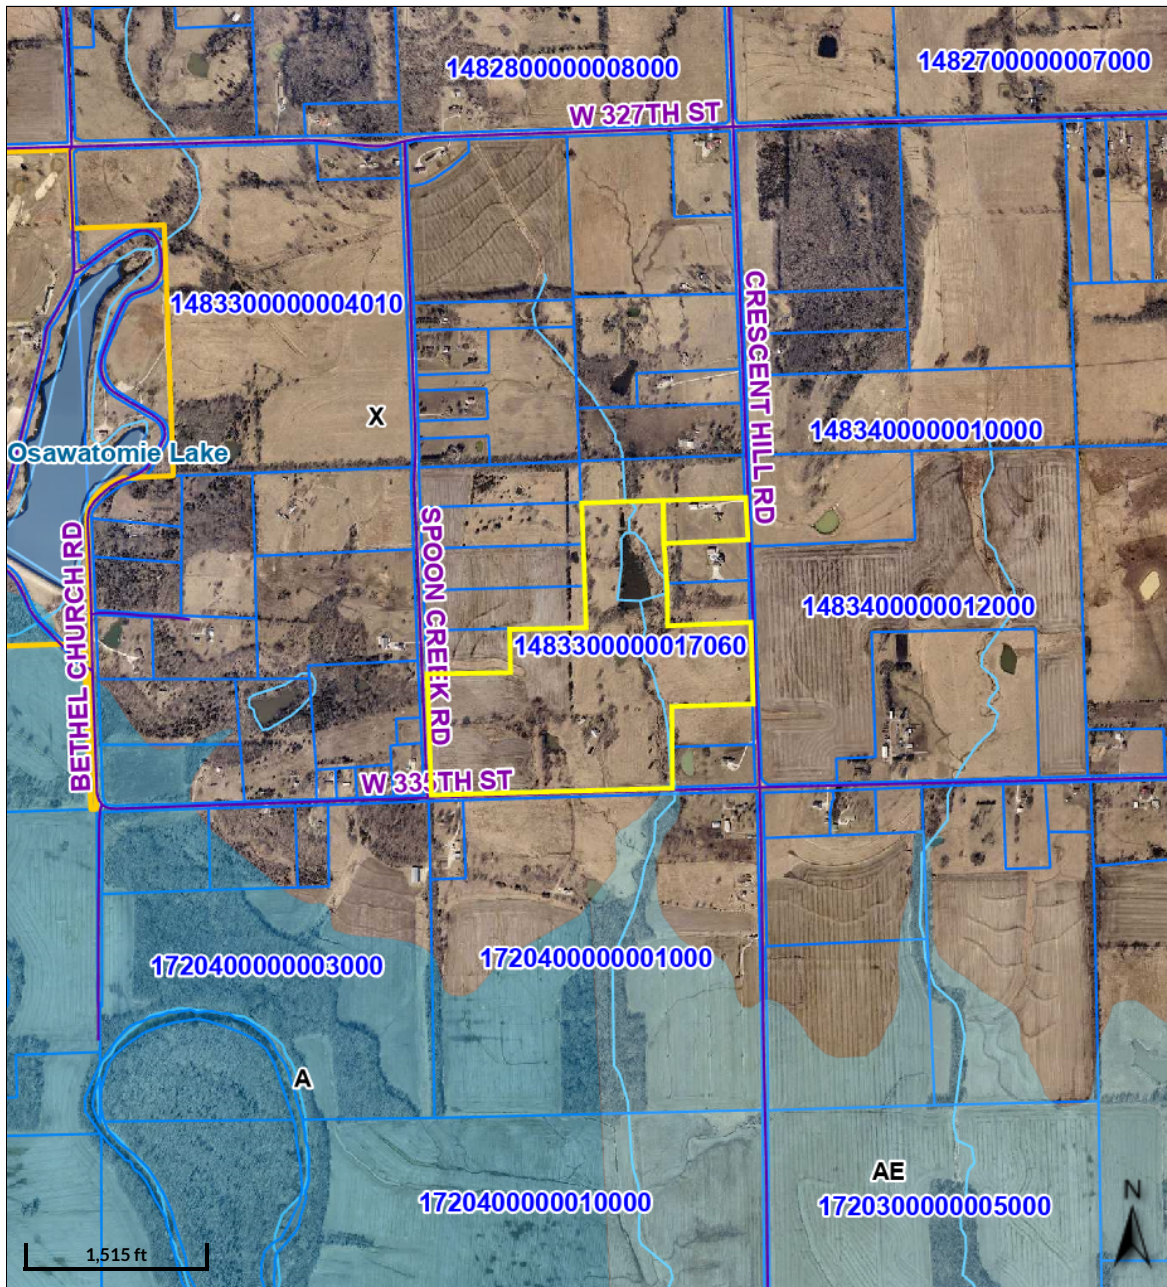 1482800000008000
1482700000007000
W 327TH ST
1483300000004010
CRESCENT HILL RD
X
1483400000010000
Osawatomie Lake
SPOON CREEK RD
BETHEL CHURCH RD
1483400000012000
1483300000017060
W 335TH ST
1720400000003000
1720400000001000
A
AE
N
1720400000010000
1720300000005000
1,515 ft